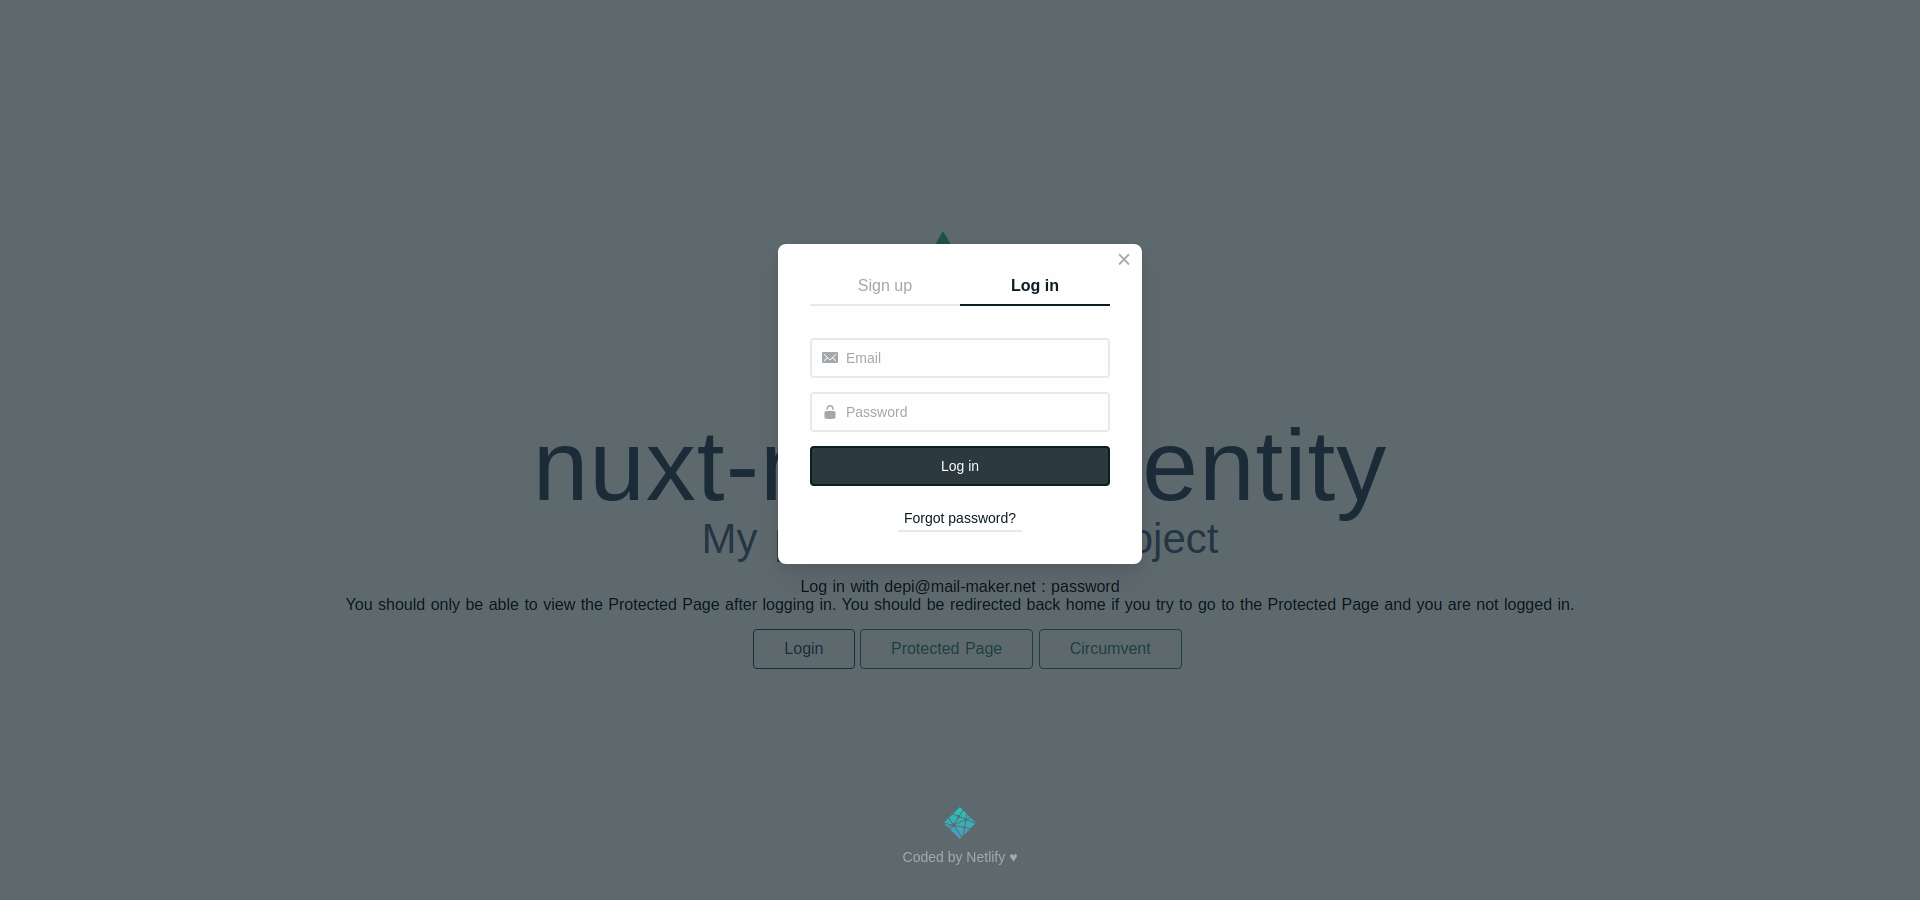 Sign up Log in
Email
Password
Log in
Forgot password?
nuxt- entity
My
Log in with depi@mail-maker.net : password
You should only be able to view the Protected Page after logging in. You should be redirected back home if you try to go to the Protected Page and you are not logged in.
Login Protected Page Circumvent
Coded by Netlify ♥